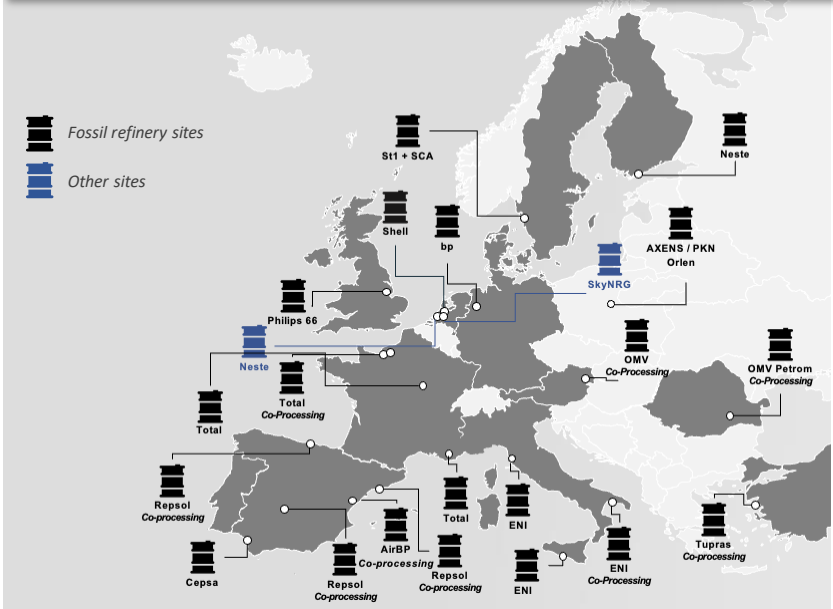 Fossil refinery sites
Other sites
St1 + SCA
Neste
Shell
bp
AXENS / PKN
Orlen
SkyNRG
Philips 66
Neste
OMV
Co-Processing
OMV Petrom
Co-Processing
Total
Co-Processing
Total
Repsol
Co-processing
Total
ENI
Cepsa
Repsol
Co-processing
AirBP
Co-processing
Repsol
Co-processing
ENI
ENI
Co-Processing
Tupras
Co-processing